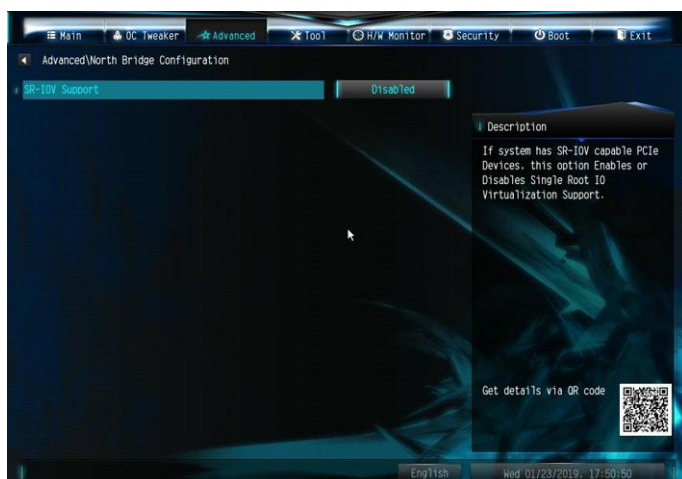 Main
OC Tweaker
Advanced
Tool
H/W Monitor
Security
Boot
Exit
Advanced\North Bridge Configuration
SR-IOV Support
Disabled
Description
If system has SR-IOV capable PCIe
Devices. this option Enables or
Disables Single Root IO
Virtualization Support.
Get details via QR code
English
Wed 01/23/2019. 17:50:50